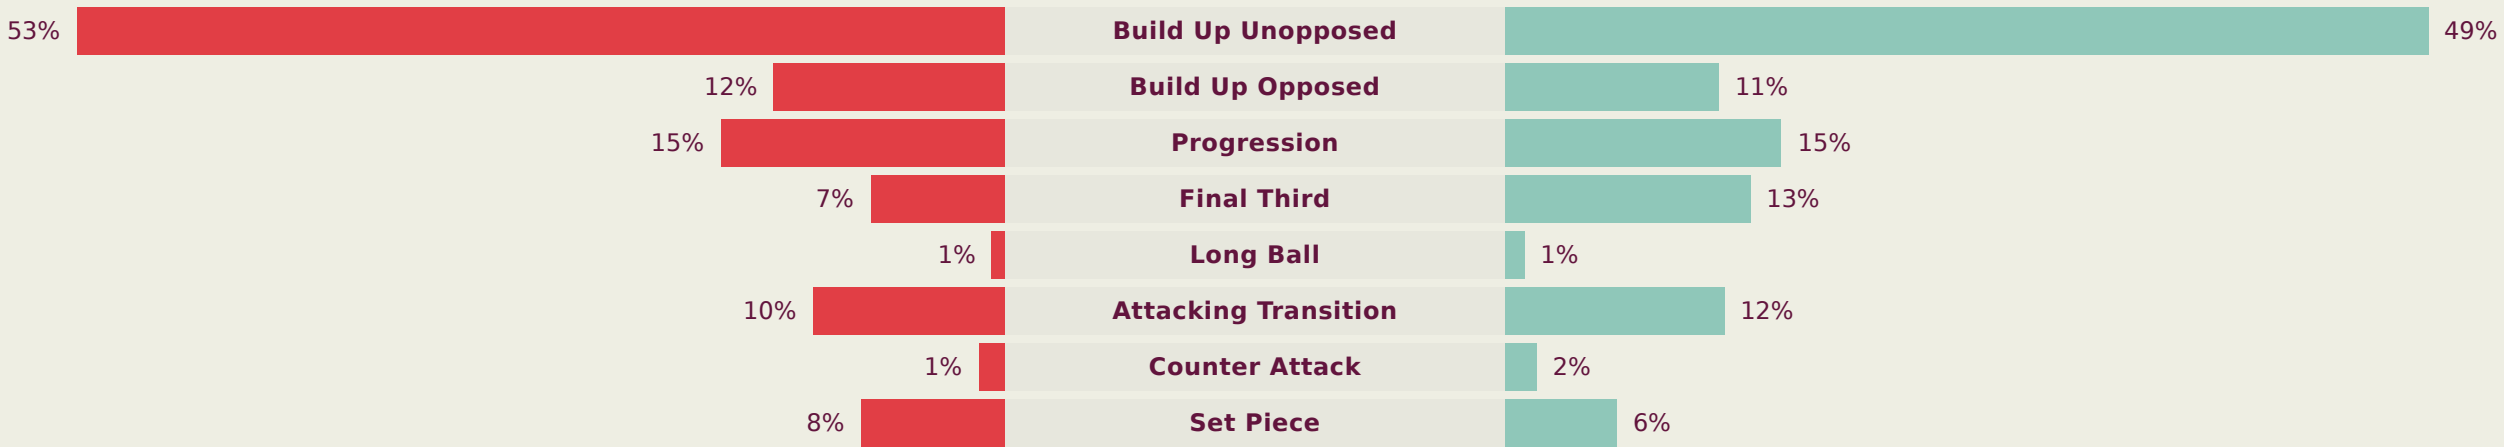 53% Build Up Unopposed 49%
12% Build Up Opposed 11%
15% Progression 15%
7% Final Third 13%
1% Long Ball 1%
10% Attacking Transition 12%
1% Counter Attack 2%
8% Set Piece 6%